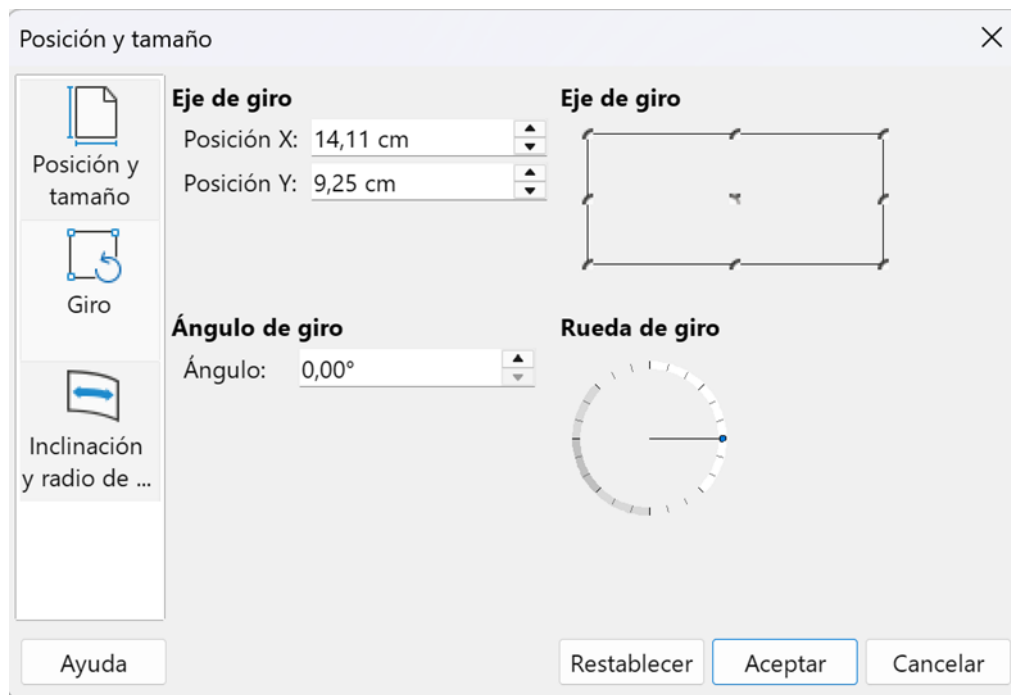 Posición y tamaño
Posición y
tamaño
Giro
Inclinación
y radio de ...
Eje de giro
Posición X: 14,11 cm
Posición Y: 9,25 cm
Eje de giro
Ángulo de giro
Ángulo: 0,00°
Rueda de giro
Ayuda
Restablecer
Aceptar
Cancelar